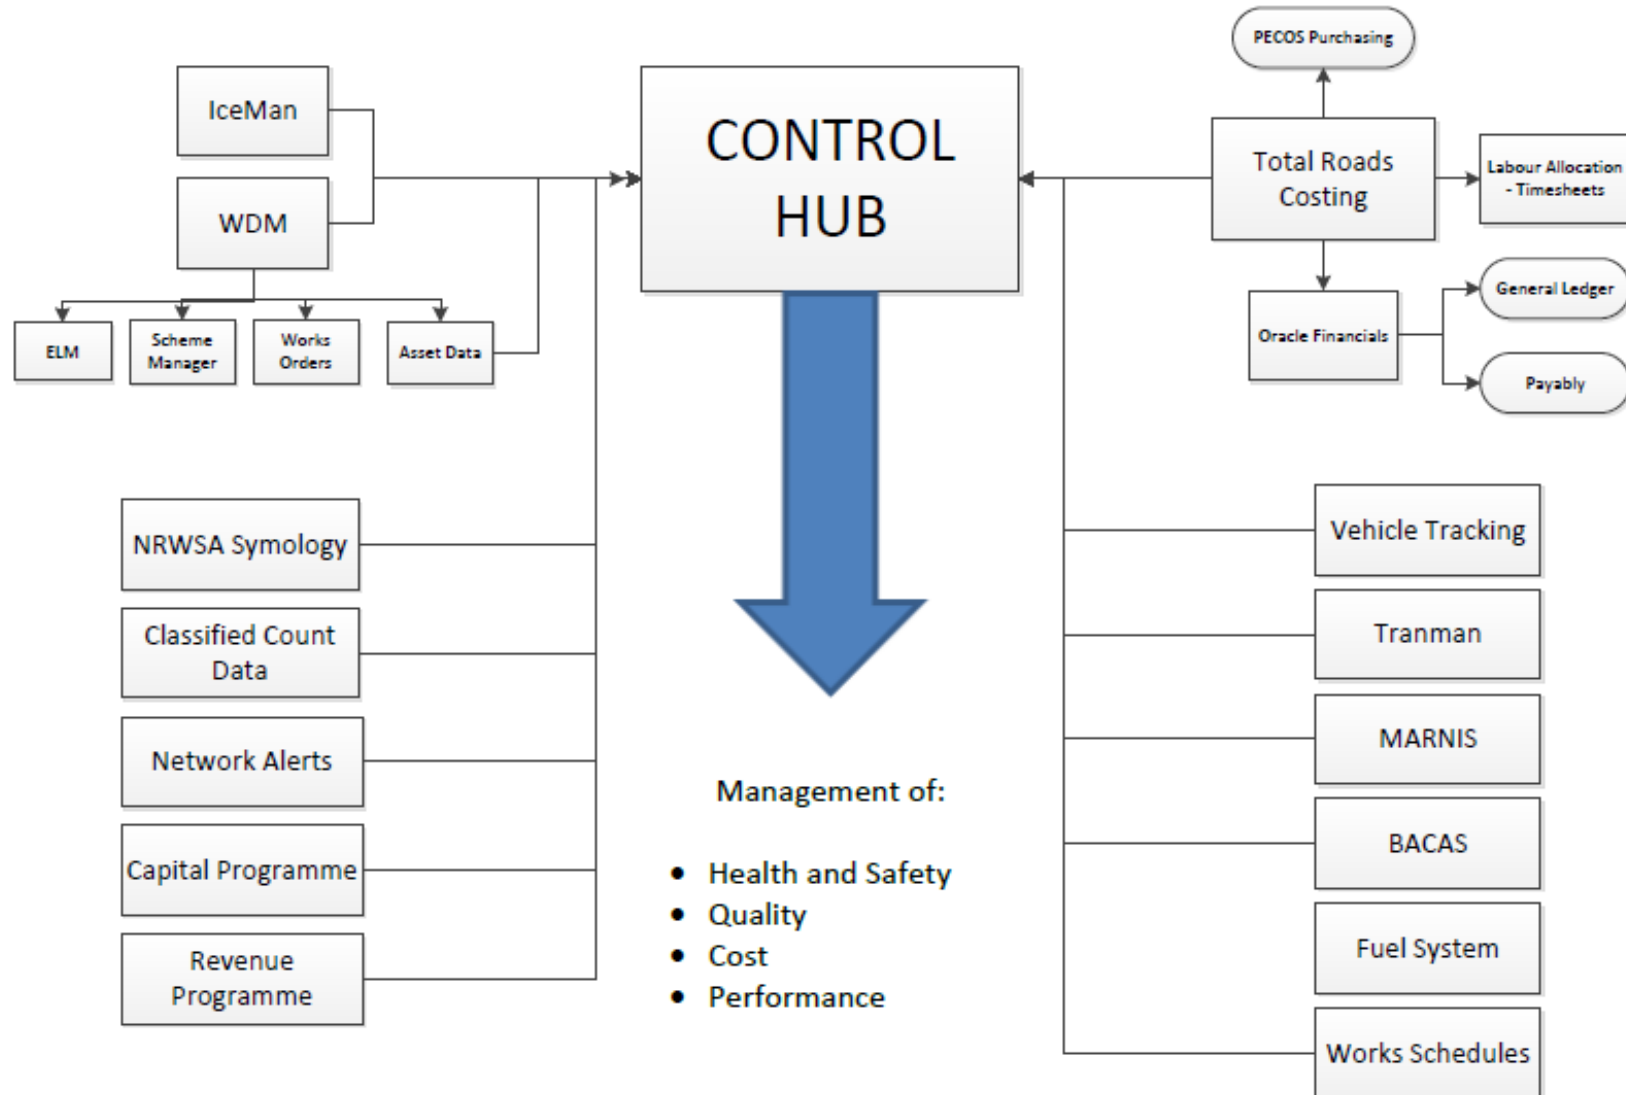 PECOS Purchasing
IceMan
CONTROL
HUB
Total Roads
Costing
Labour Allocation
- Timesheets
WDM
General Ledger
ELM
Scheme
Manager
Works
Orders
Asset Data
Oracle Financials
Payably
NRWSA Symology
Classified Count
Data
Network Alerts
Capital Programme
Revenue
Programme
Management of:
• Health and Safety
• Quality
• Cost
• Performance
Vehicle Tracking
Tranman
MARNIS
BACAS
Fuel System
Works Schedules